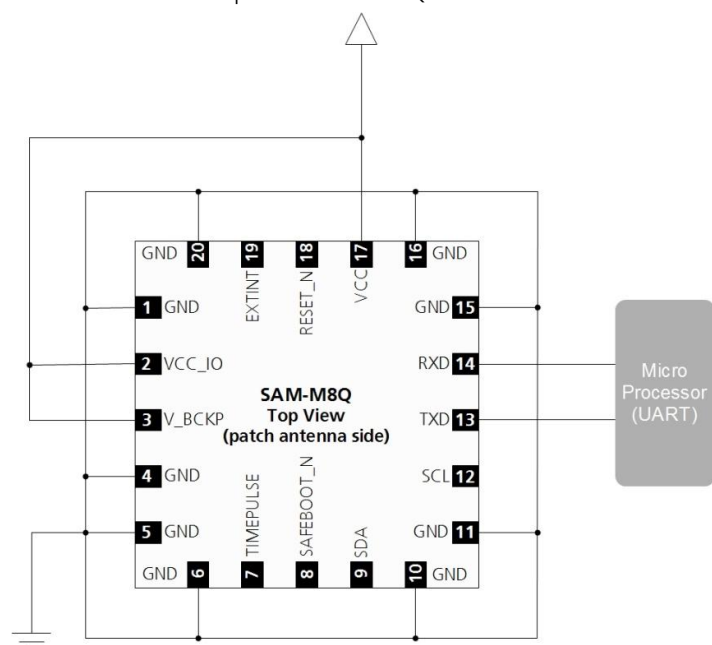 GND 20
19 EXTINT
18 RESET_N
17 VCC
16 GND
1 GND
GND 15
2 VCC_IO
RXD 14
3 V_BCKP
TXD 13
SAM-M8Q
Top View
(patch antenna side)
Micro
Processor
(UART)
4 GND
SCL 12
5 GND
GND 11
GND 6
TIMEPULSE 7
SAFEBOOT_N 8
SDA 9
10 GND